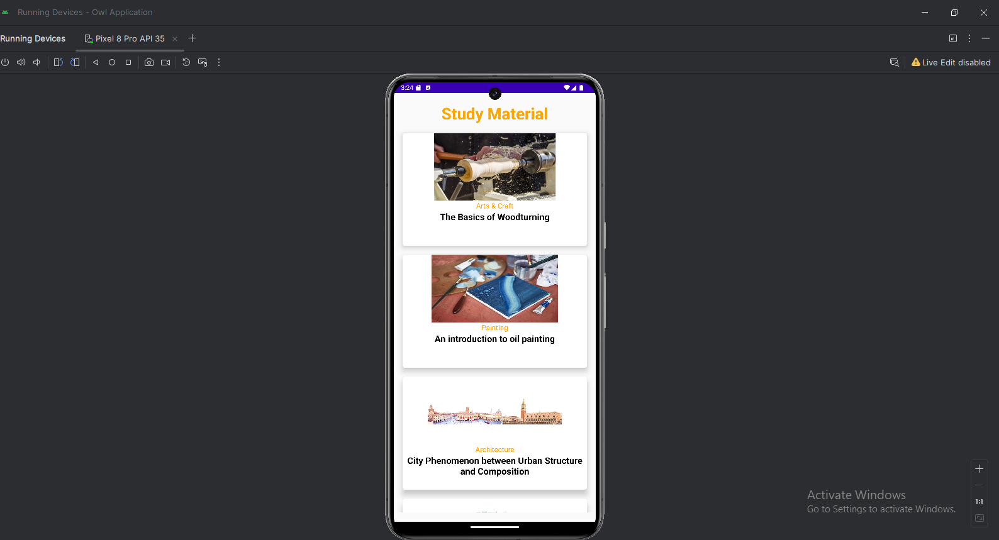 Running Devices - Owl Application
Running Devices
Pixel 8 Pro API 35
Live Edit disabled
3:24
Study Material
Arts & Craft
The Basics of Woodturning
Painting
An introduction to oil painting
Architecture
City Phenomenon between Urban Structure
and Composition
Activate Windows
Go to Settings to activate Windows.
1:1